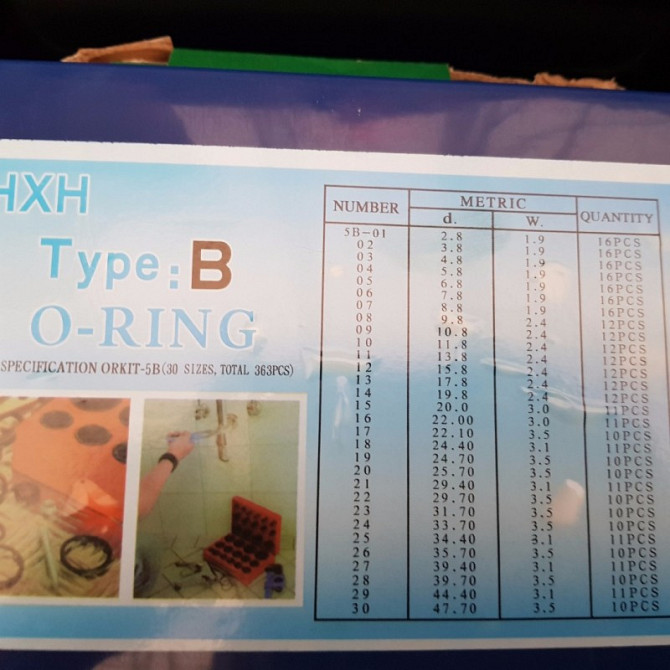 HXH
Type:B
O-RING
SPECIFICATION ORKIT-5B(30 SIZES, TOTAL 363PCS)
NUMBER METRIC QUANTITY
d. W.
5B-01 2.8 1.9 16PCS
02 3.8 1.9 16PCS
03 4.8 1.9 16PCS
04 5.8 1.9 16PCS
05 6.8 1.9 16PCS
06 7.8 1.9 16PCS
07 8.8 1.9 16PCS
08 9.8 2.4 12PCS
09 10.8 2.4 12PCS
10 11.8 2.4 12PCS
11 13.8 2.4 12PCS
12 15.8 2.4 12PCS
13 17.8 2.4 12PCS
14 19.8 2.4 12PCS
15 20.0 3.0 11PCS
16 22.00 3.0 11PCS
17 22.10 3.5 10PCS
18 24.40 3.1 11PCS
19 24.70 3.5 10PCS
20 25.70 3.5 10PCS
21 29.40 3.1 11PCS
22 29.70 3.5 10PCS
23 31.70 3.5 10PCS
24 33.70 3.5 10PCS
25 34.40 3.1 11PCS
26 35.70 3.5 10PCS
27 39.40 3.1 11PCS
28 39.70 3.5 10PCS
29 44.40 3.1 11PCS
30 47.70 3.5 10PCS